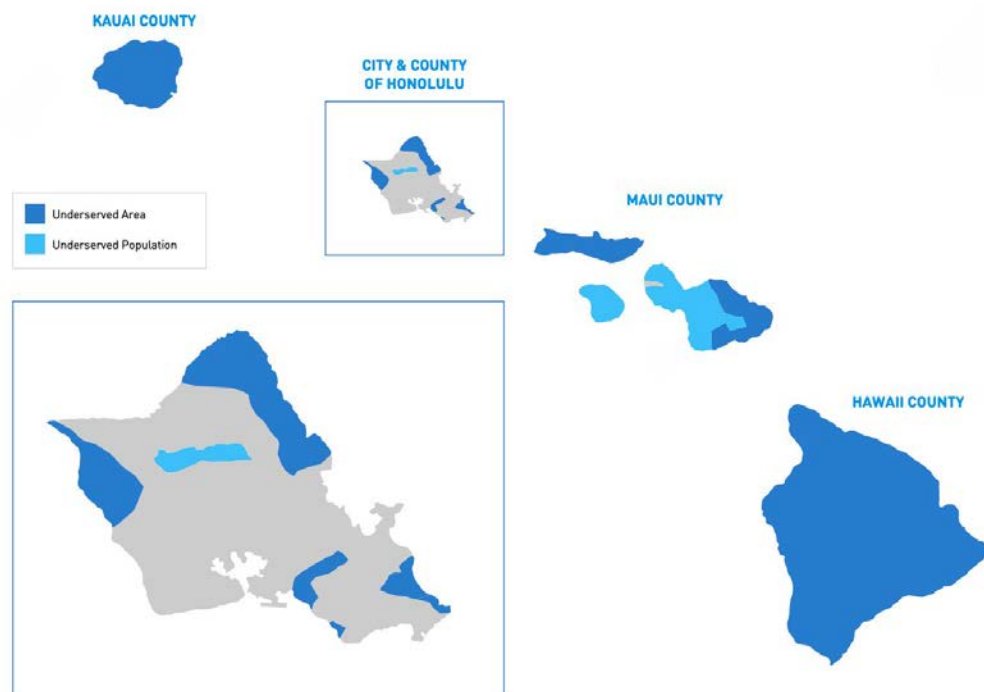 KAUAI COUNTY
CITY & COUNTY
OF HONOLULU
Underserved Area
Underserved Population
MAUI COUNTY
HAWAII COUNTY